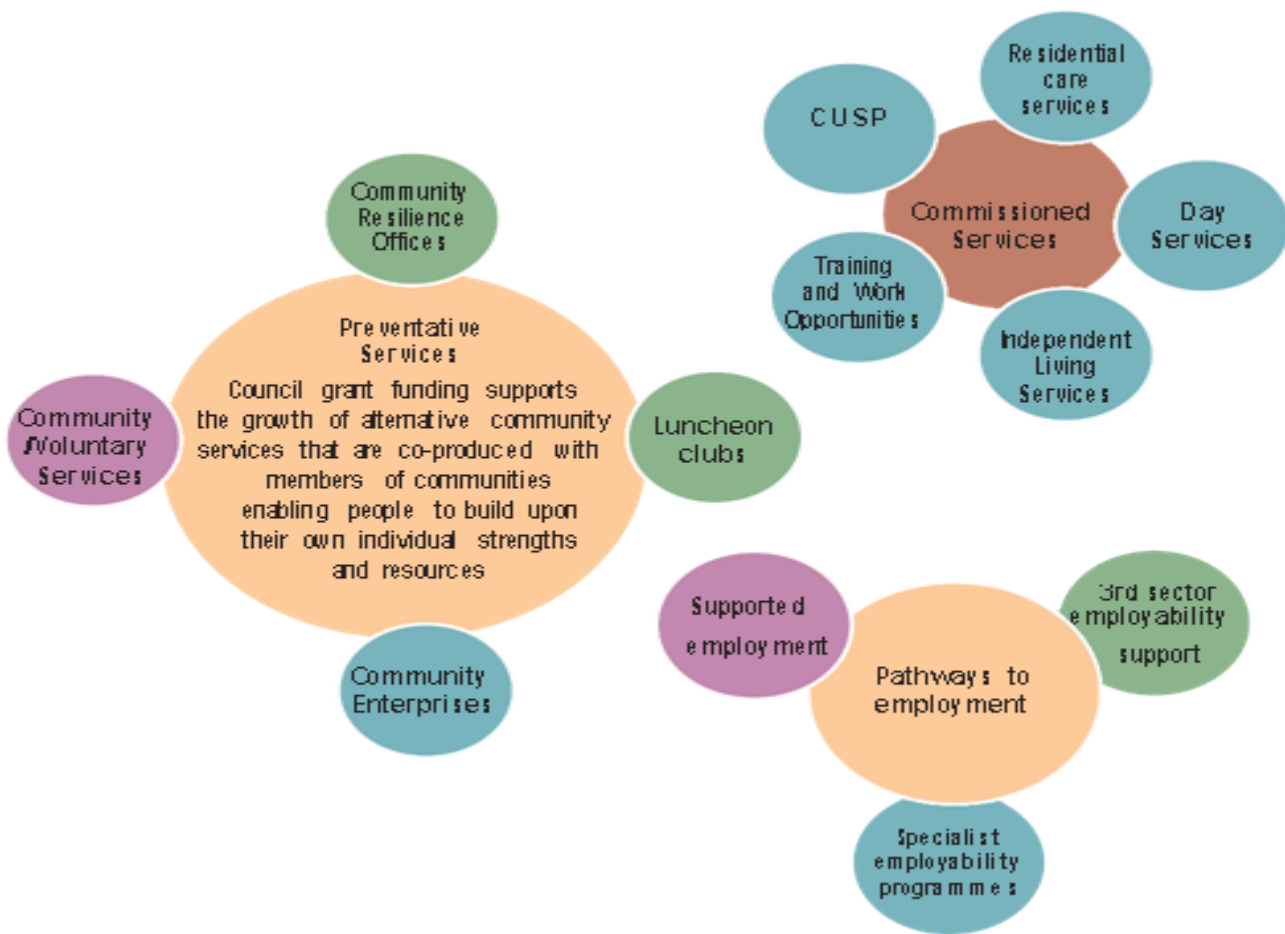 Community
Resilience
Offices
Preventative
Services
Council grant funding supports
the growth of alternative community
services that are co-produced with
members of communities
enabling people to build upon
their own individual strengths
and resources
Community
/Voluntary
Services
Luncheon
clubs
Community
Enterprises
Residential
care
services
CUSP
Commissioned
Services
Day
Services
Training
and Work
Opportunities
Independent
Living
Services
Supported
employment
3rd sector
employability
support
Pathways to
employment
Specialist
employability
programmes